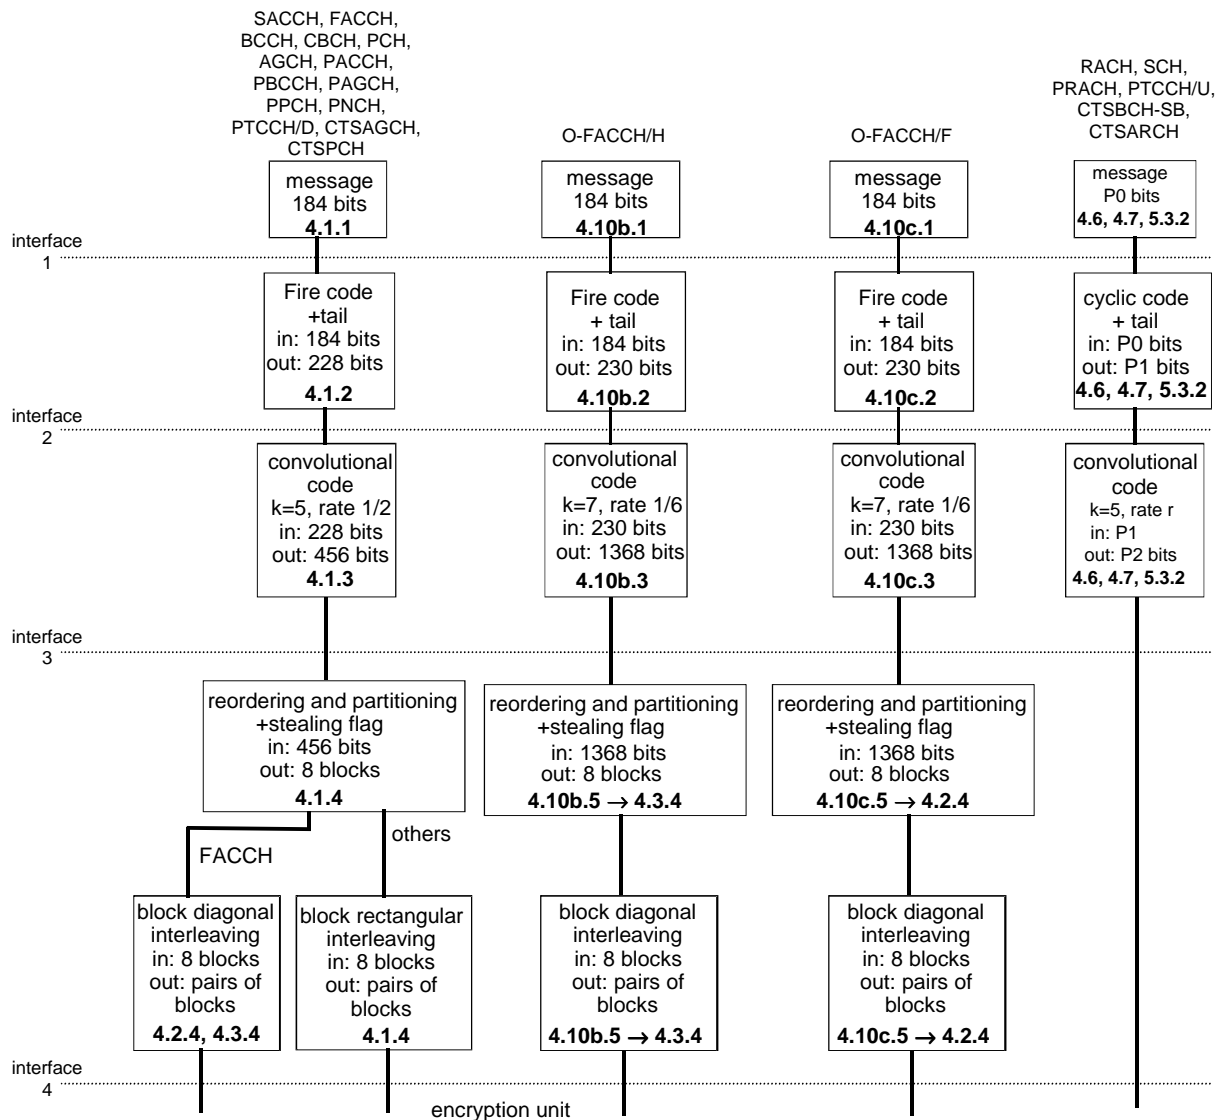 SACCH, FACCH,
BCCH, CBCH, PCH,
AGCH, PACCH,
PBCCH, PAGCH,
PPCH, PNCH,
PTCCH/D, CTSAGCH,
CTSPCH
O-FACCH/H
O-FACCH/F
RACH, SCH,
PRACH, PTCCH/U,
CTSBCH-SB,
CTSARCH
message
184 bits
4.1.1
message
184 bits
4.10b.1
message
184 bits
4.10c.1
message
P0 bits
4.6, 4.7, 5.3.2
interface
1
Fire code
+tail
in: 184 bits
out: 228 bits
4.1.2
Fire code
+ tail
in: 184 bits
out: 230 bits
4.10b.2
Fire code
+ tail
in: 184 bits
out: 230 bits
4.10c.2
cyclic code
+ tail
in: P0 bits
out: P1 bits
4.6, 4.7, 5.3.2
interface
2
convolutional
code
k=5, rate 1/2
in: 228 bits
out: 456 bits
4.1.3
convolutional
code
k=7, rate 1/6
in: 230 bits
out: 1368 bits
4.10b.3
convolutional
code
k=7, rate 1/6
in: 230 bits
out: 1368 bits
4.10c.3
convolutional
code
k=5, rate r
in: P1
out: P2 bits
4.6, 4.7, 5.3.2
interface
3
reordering and partitioning
+stealing flag
in: 456 bits
out: 8 blocks
4.1.4
reordering and partitioning
+stealing flag
in: 1368 bits
out: 8 blocks
4.10b.5 → 4.3.4
reordering and partitioning
+stealing flag
in: 1368 bits
out: 8 blocks
4.10c.5 → 4.2.4
FACCH
others
block diagonal
interleaving
in: 8 blocks
out: pairs of
blocks
4.2.4, 4.3.4
block rectangular
interleaving
in: 8 blocks
out: pairs of
blocks
4.1.4
block diagonal
interleaving
in: 8 blocks
out: pairs of
blocks
4.10b.5 → 4.3.4
block diagonal
interleaving
in: 8 blocks
out: pairs of
blocks
4.10c.5 → 4.2.4
interface
4
encryption unit